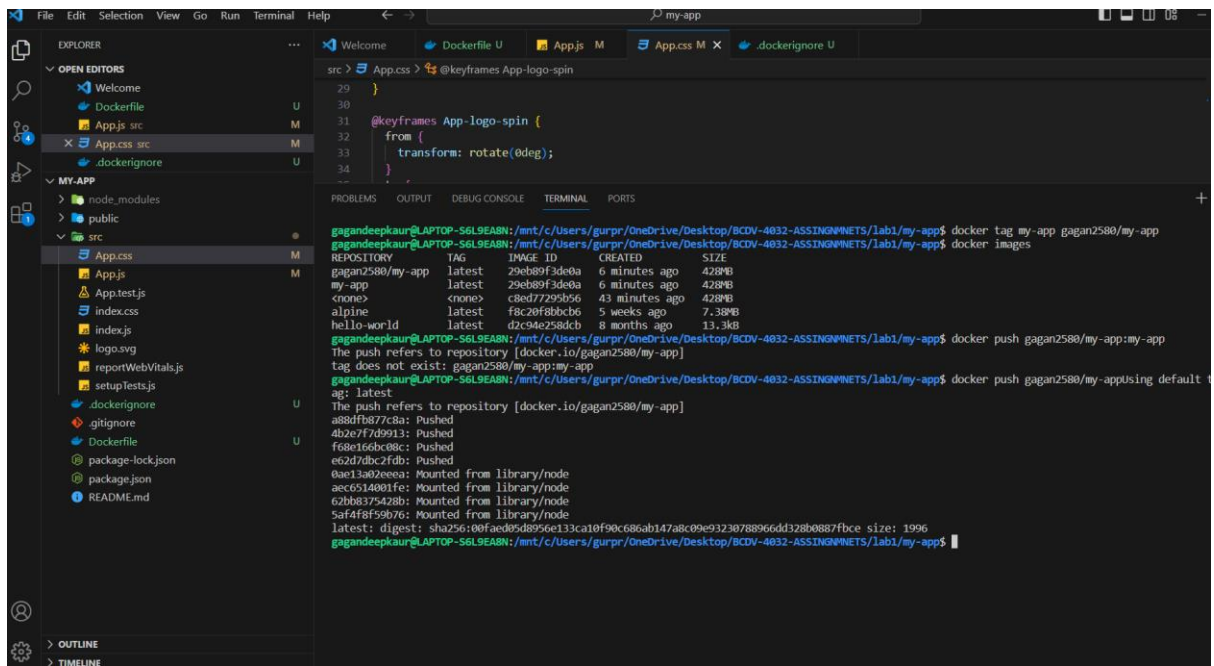 File Edit Selection View Go Run Terminal Help
my-app
EXPLORER
Welcome
Dockerfile U
App.js M
App.css M
.dockerignore U
OPEN EDITORS
src > App.css > @keyframes App-logo-spin
Welcome
Dockerfile U
App.js src M
App.css src M
.dockerignore U
MY-APP
node_modules
public
src
App.css M
App.js M
App.test.js
index.css
index.js
logo.svg
reportWebVitals.js
setupTests.js
.dockerignore U
.gitignore
Dockerfile U
package-lock.json
package.json
README.md
OUTLINE
TIMELINE
4
1
29 }
30
31 @keyframes App-logo-spin {
32 from {
33 transform: rotate(0deg);
34 }
PROBLEMS OUTPUT DEBUG CONSOLE TERMINAL PORTS
gagandeepkaur@LAPTOP-S6L9EA8N:/mnt/c/Users/gurpr/OneDrive/Desktop/BCDV-4032-ASSINGNMNETS/lab1/my-app$ docker tag my-app gagan2580/my-app
gagandeepkaur@LAPTOP-S6L9EA8N:/mnt/c/Users/gurpr/OneDrive/Desktop/BCDV-4032-ASSINGNMNETS/lab1/my-app$ docker images
REPOSITORY TAG IMAGE ID CREATED SIZE
gagan2580/my-app latest 29eb89f3de0a 6 minutes ago 428MB
my-app latest 29eb89f3de0a 6 minutes ago 428MB
<none> <none> c8ed77295b56 43 minutes ago 428MB
alpine latest f8c20f8bbcb6 5 weeks ago 7.38MB
hello-world latest d2c94e258dcb 8 months ago 13.3kB
gagandeepkaur@LAPTOP-S6L9EA8N:/mnt/c/Users/gurpr/OneDrive/Desktop/BCDV-4032-ASSINGNMNETS/lab1/my-app$ docker push gagan2580/my-app:my-app
The push refers to repository [docker.io/gagan2580/my-app]
tag does not exist: gagan2580/my-app:my-app
gagandeepkaur@LAPTOP-S6L9EA8N:/mnt/c/Users/gurpr/OneDrive/Desktop/BCDV-4032-ASSINGNMNETS/lab1/my-app$ docker push gagan2580/my-appUsing default t
ag: latest
The push refers to repository [docker.io/gagan2580/my-app]
a88dfb877c8a: Pushed
4b2e7f7d9913: Pushed
f68e166bc08c: Pushed
e62d7dbc2fdb: Pushed
0ae13a02eeea: Mounted from library/node
aec6514001fe: Mounted from library/node
62bb8375428b: Mounted from library/node
5af4f8f59b76: Mounted from library/node
latest: digest: sha256:00faed05d8956e133ca10f90c686ab147a8c09e93230788966dd328b0887fbce size: 1996
gagandeepkaur@LAPTOP-S6L9EA8N:/mnt/c/Users/gurpr/OneDrive/Desktop/BCDV-4032-ASSINGNMNETS/lab1/my-app$